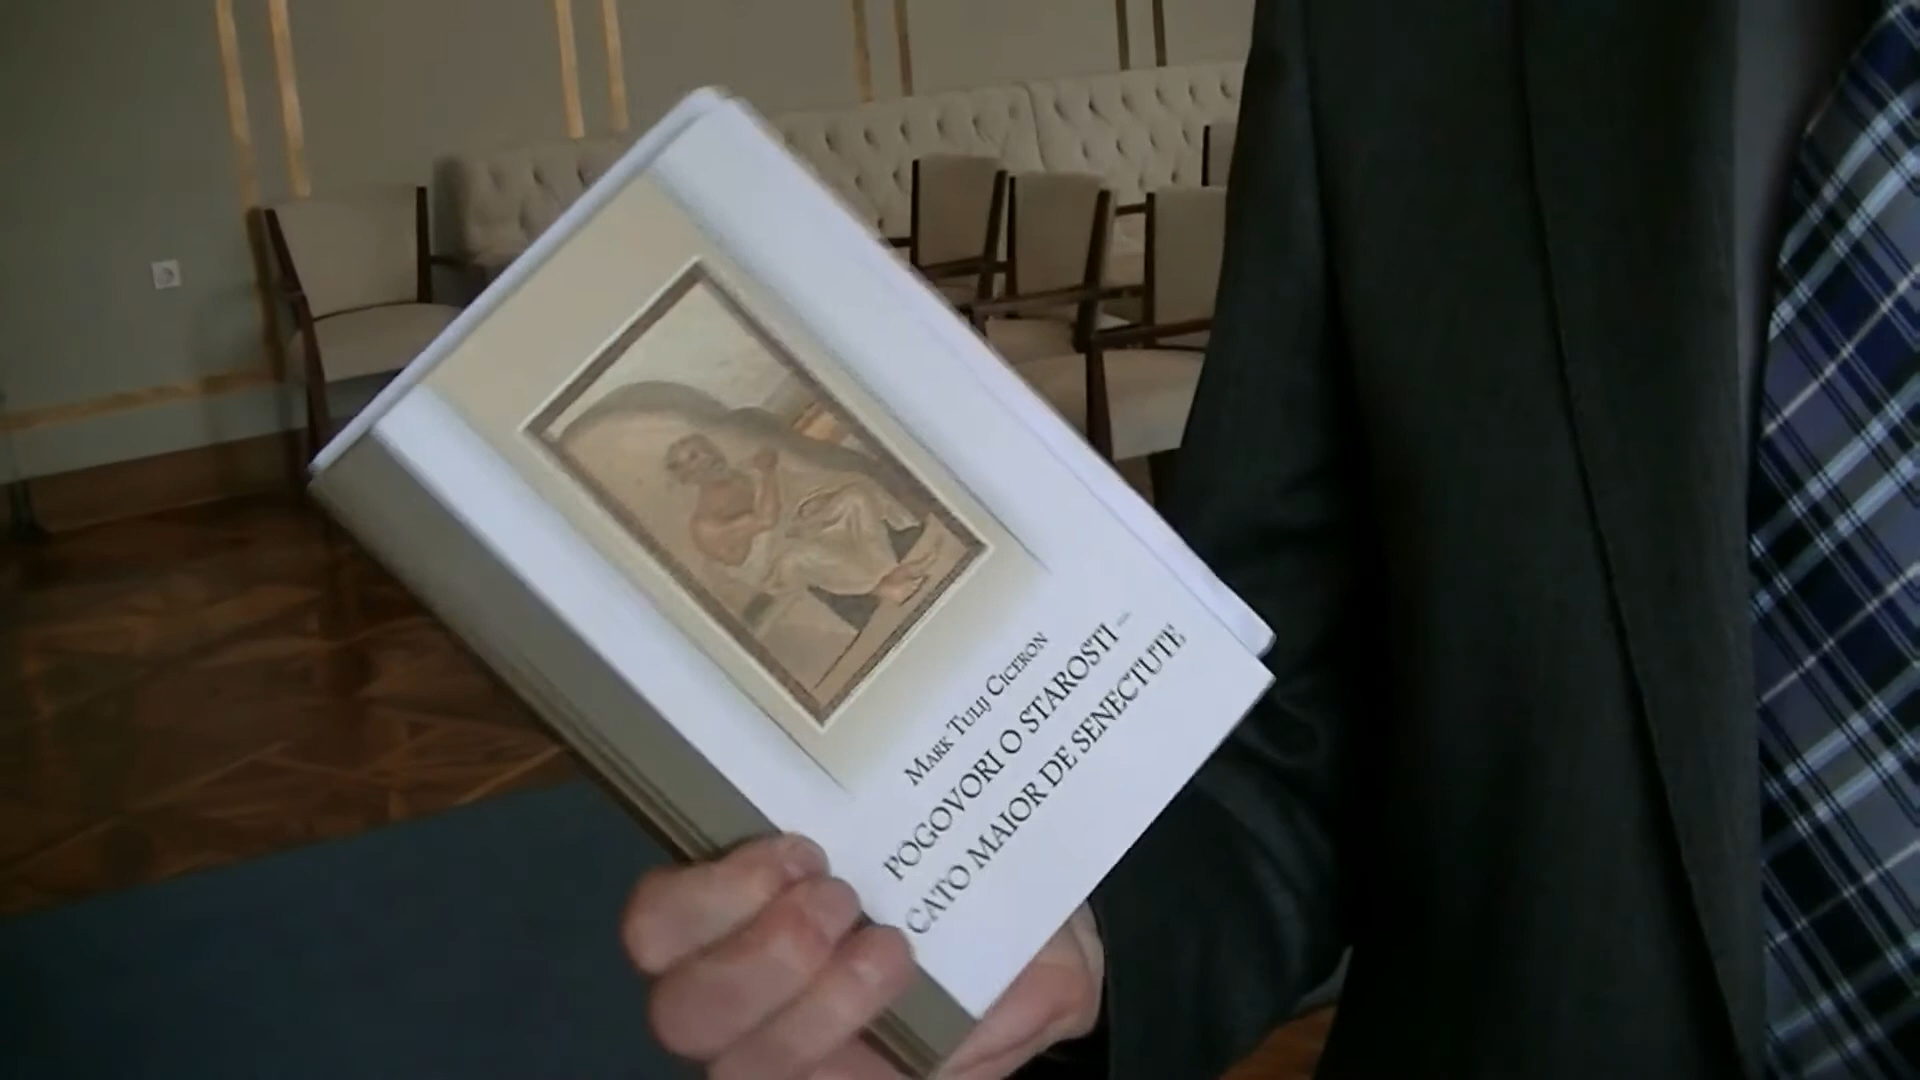 MARK TULIJ CICERON
POGOVORI O STAROSTI –
CATO MAIOR DE SENECTUTE